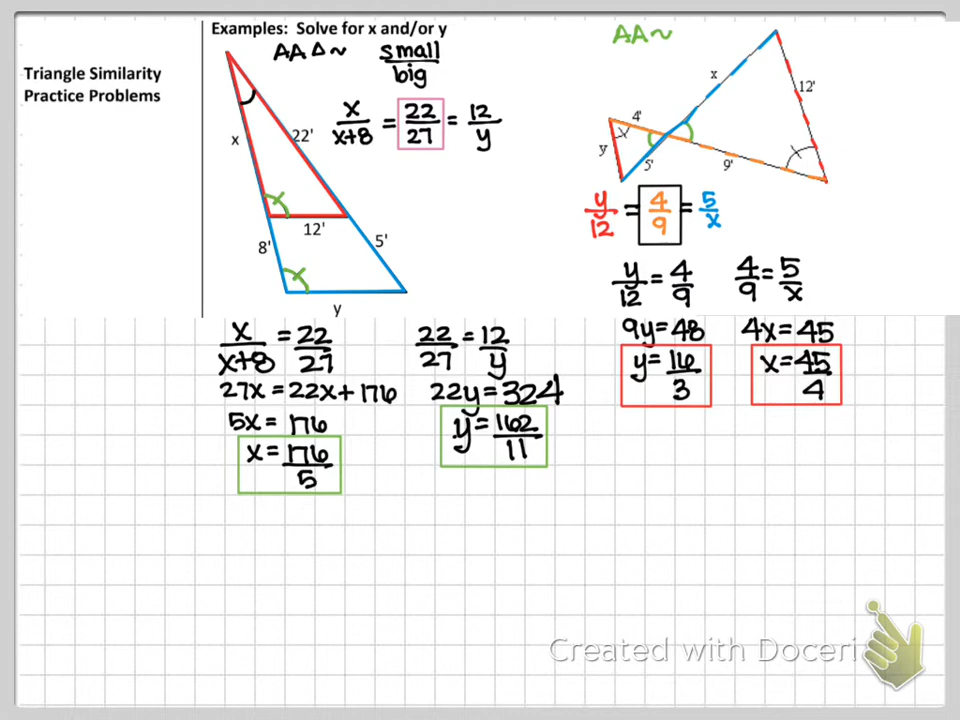 Triangle Similarity
Practice Problems
Examples: Solve for x and/or y
AA Δ~
small
big
x/x+8 = 22/27 = 12/y
x
22'
12'
8'
5'
y
AA~
x
12'
4'
y
5'
9'
y/12 = 4/9 = 5/x
y/12 = 4/9
9y = 48
y = 16/3
4/9 = 5/x
4x = 45
x = 45/4
x/x+8 = 22/27
27x = 22x + 176
5x = 176
x = 176/5
22/27 = 12/y
22y = 324
y = 162/11
Created with Doceri